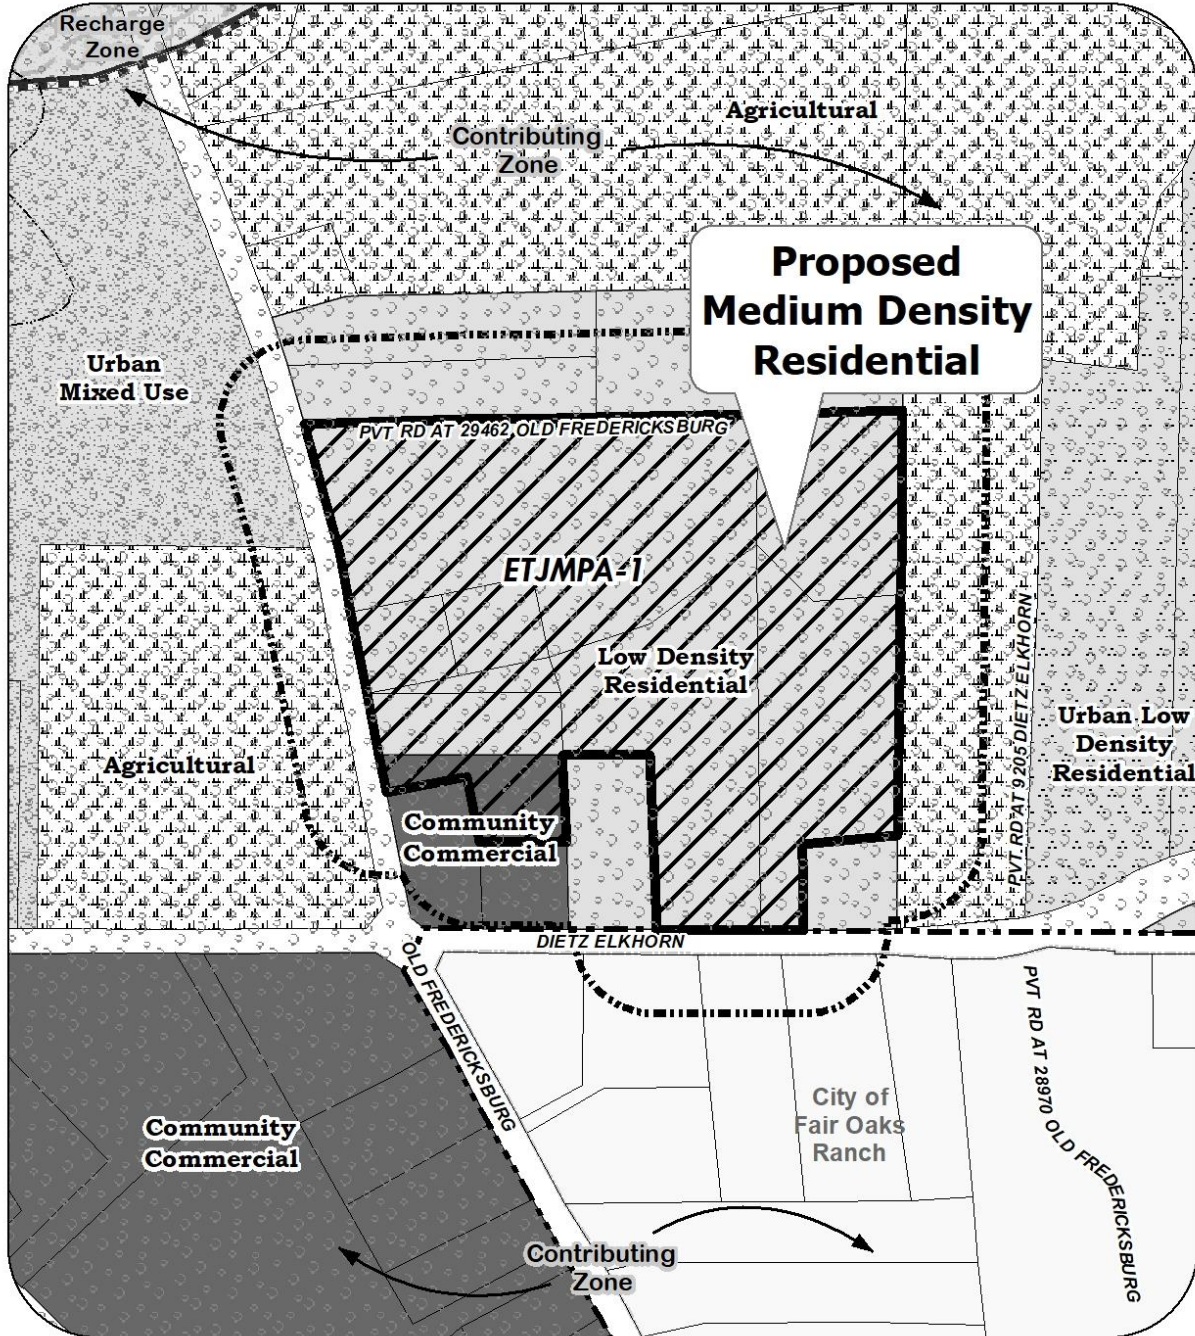 Recharge
Zone
Agricultural
Contributing
Zone
Proposed
Medium Density
Residential
Urban
Mixed Use
PVT RD AT 29462 OLD FREDERICKSBURG
ETJMPA-1
Low Density
Residential
PVT RD AT 9205 DIETZ ELKHORN
Urban Low
Density
Residential
Agricultural
Community
Commercial
DIETZ ELKHORN
OLD FREDERICKSBURG
PVT RD AT 28970 OLD FREDERICKSBURG
City of
Fair Oaks
Ranch
Community
Commercial
Contributing
Zone